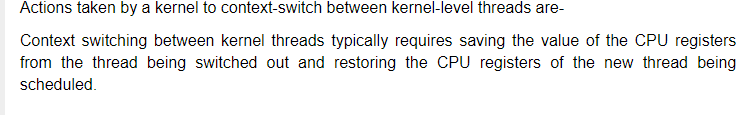 Actions taken by a kernel to context-switch between kernel-level threads are-
Context switching between kernel threads typically requires saving the value of the CPU registers
from the thread being switched out and restoring the CPU registers of the new thread being
scheduled.